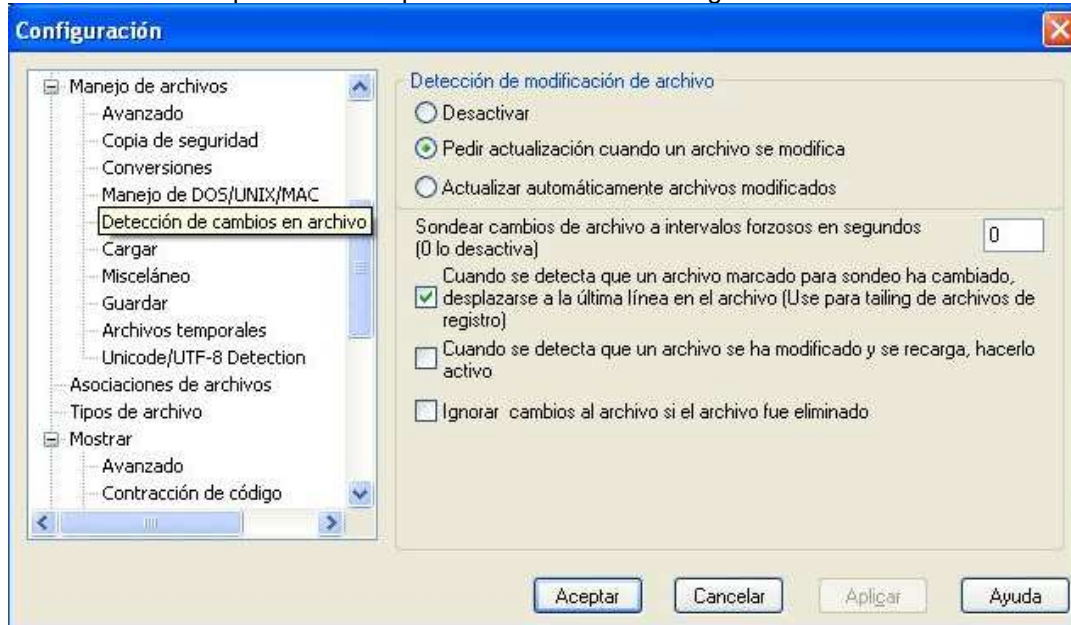 Configuración
Manejo de archivos
Avanzado
Copia de seguridad
Conversiones
Manejo de DOS/UNIX/MAC
Detección de cambios en archivo
Cargar
Misceláneo
Guardar
Archivos temporales
Unicode/UTF-8 Detection
Asociaciones de archivos
Tipos de archivo
Mostrar
Avanzado
Contracción de código
Detección de modificación de archivo
Desactivar
Pedir actualización cuando un archivo se modifica
Actualizar automáticamente archivos modificados
Sondear cambios de archivo a intervalos forzosos en segundos
(0 lo desactiva)
0
Cuando se detecta que un archivo marcado para sondeo ha cambiado,
desplazarse a la última línea en el archivo (Use para tailing de archivos de
registro)
Cuando se detecta que un archivo se ha modificado y se recarga, hacerlo
activo
Ignorar cambios al archivo si el archivo fue eliminado
Aceptar
Cancelar
Aplicar
Ayuda